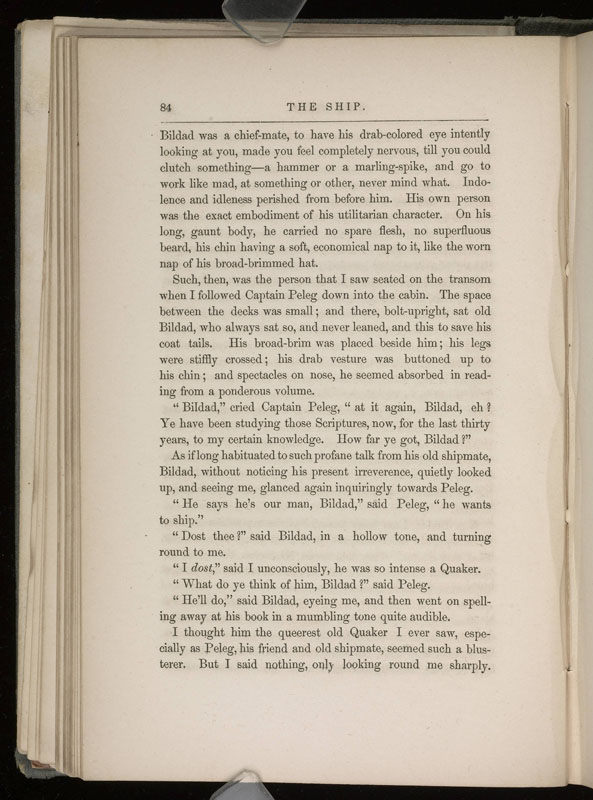 84 THE SHIP.
Bildad was a chief-mate, to have his drab-colored eye intently
looking at you, made you feel completely nervous, till you could
clutch something—a hammer or a marling-spike, and go to
work like mad, at something or other, never mind what. Indo-
lence and idleness perished from before him. His own person
was the exact embodiment of his utilitarian character. On his
long, gaunt body, he carried no spare flesh, no superfluous
beard, his chin having a soft, economical nap to it, like the worn
nap of his broad-brimmed hat.
Such, then, was the person that I saw seated on the transom
when I followed Captain Peleg down into the cabin. The space
between the decks was small; and there, bolt-upright, sat old
Bildad, who always sat so, and never leaned, and this to save his
coat tails. His broad-brim was placed beside him; his legs
were stiffly crossed; his drab vesture was buttoned up to
his chin; and spectacles on nose, he seemed absorbed in read-
ing from a ponderous volume.
"Bildad," cried Captain Peleg, "at it again, Bildad, eh?
Ye have been studying those Scriptures, now, for the last thirty
years, to my certain knowledge. How far ye got, Bildad?"
As if long habituated to such profane talk from his old shipmate,
Bildad, without noticing his present irreverence, quietly looked
up, and seeing me, glanced again inquiringly towards Peleg.
"He says he's our man, Bildad," said Peleg, "he wants
to ship."
"Dost thee?" said Bildad, in a hollow tone, and turning
round to me.
"I dost," said I unconsciously, he was so intense a Quaker.
"What do ye think of him, Bildad?" said Peleg.
"He'll do," said Bildad, eyeing me, and then went on spell-
ing away at his book in a mumbling tone quite audible.
I thought him the queerest old Quaker I ever saw, espe-
cially as Peleg, his friend and old shipmate, seemed such a blus-
terer. But I said nothing, only looking round me sharply.